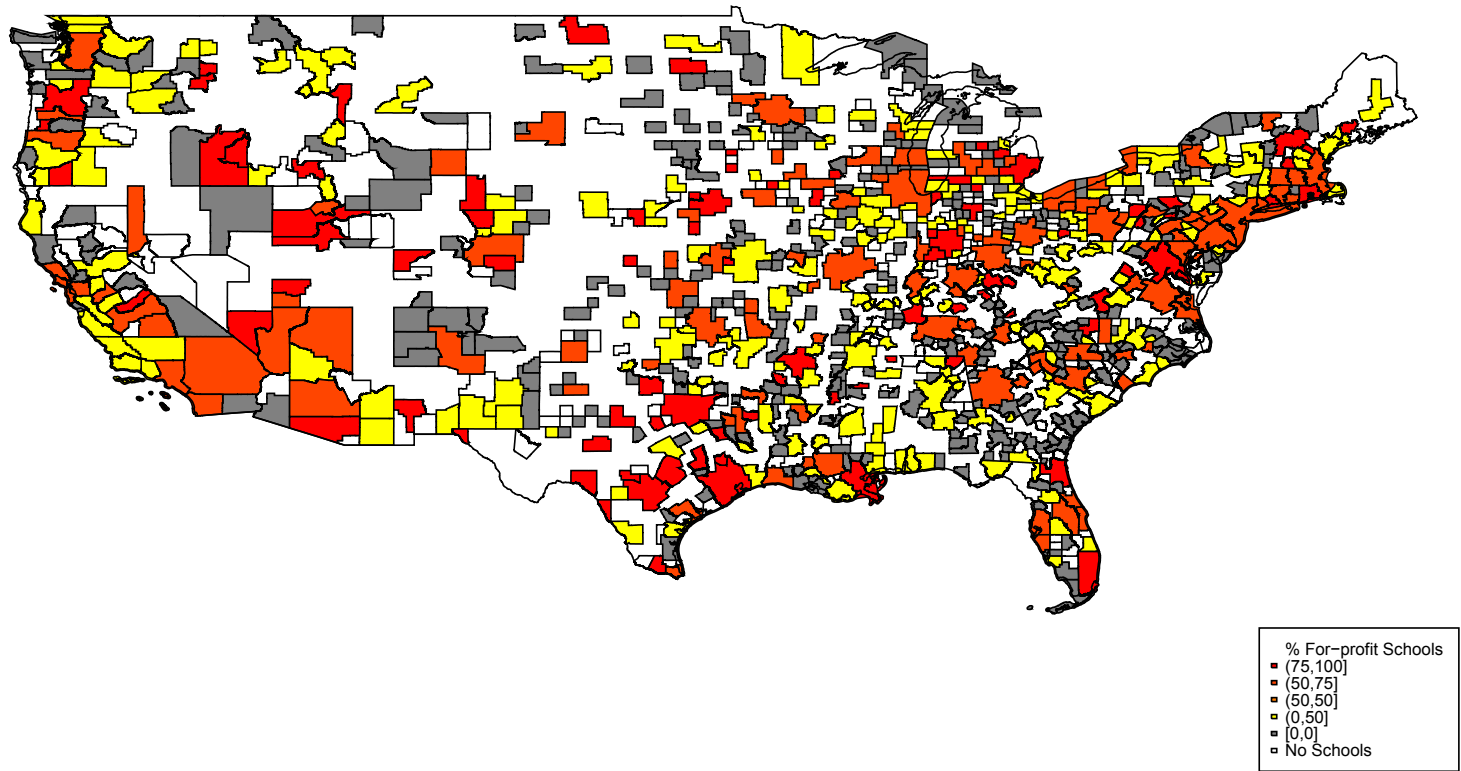 % For−profit Schools
(75,100]
(50,75]
(50,50]
(0,50]
[0,0]
No Schools